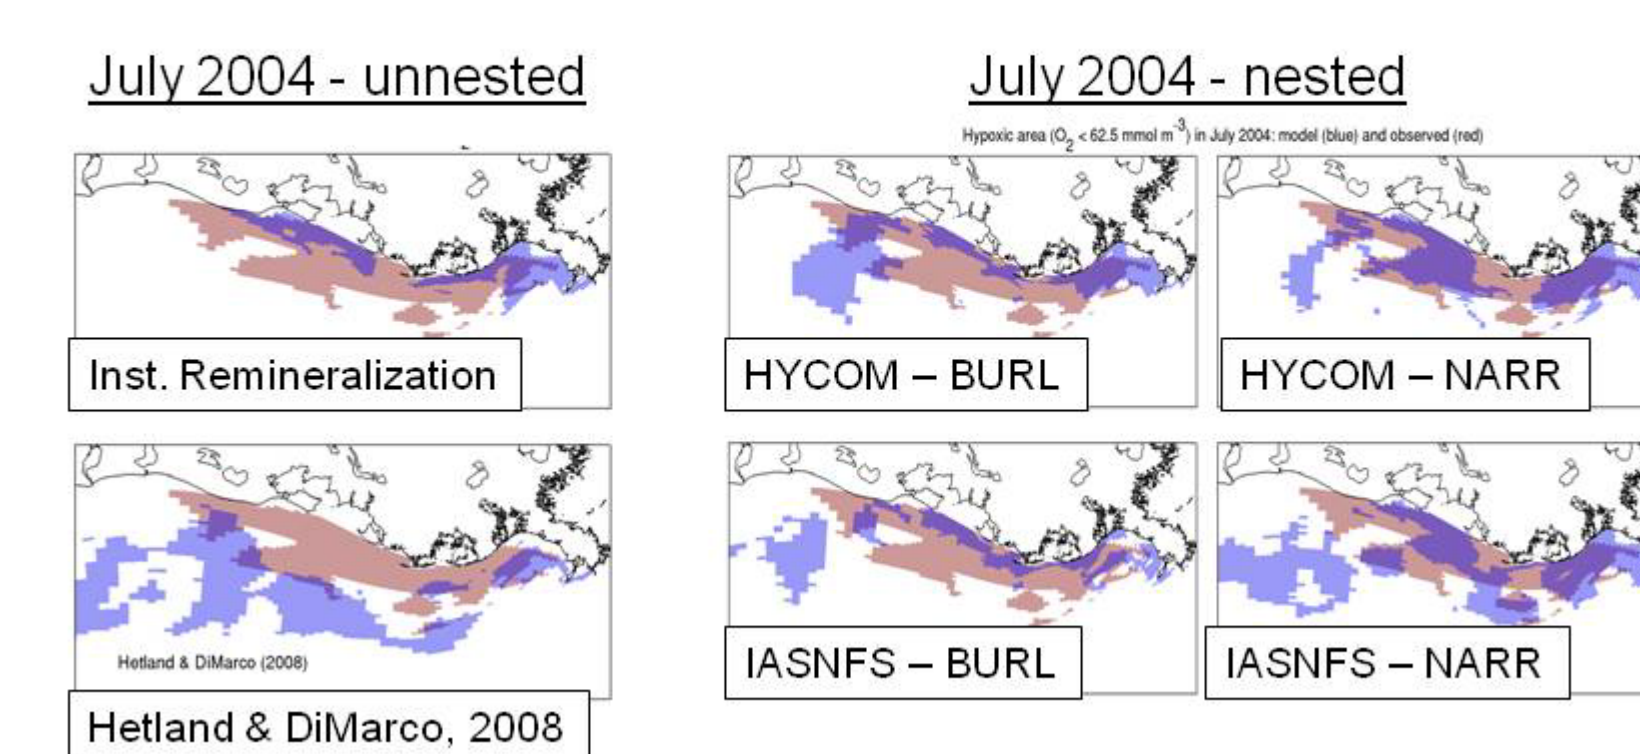 July 2004 - unnested
July 2004 - nested
Hypoxic area (O2 < 62.5 mmol m-3) in July 2004: model (blue) and observed (red)
Inst. Remineralization
HYCOM – BURL
HYCOM – NARR
Hetland & DiMarco (2008)
IASNFS – BURL
IASNFS – NARR
Hetland & DiMarco, 2008